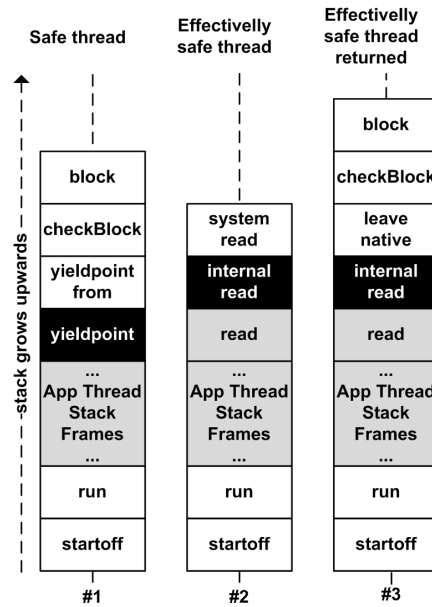 Safe thread
Effectivelly
safe thread
Effectivelly
safe thread
returned
stack grows upwards
block
checkBlock
yieldpoint
from
yieldpoint
...
App Thread
Stack
Frames
...
run
startoff
#1
system
read
internal
read
read
...
App Thread
Stack
Frames
...
run
startoff
#2
block
checkBlock
leave
native
internal
read
read
...
App Thread
Stack
Frames
...
run
startoff
#3